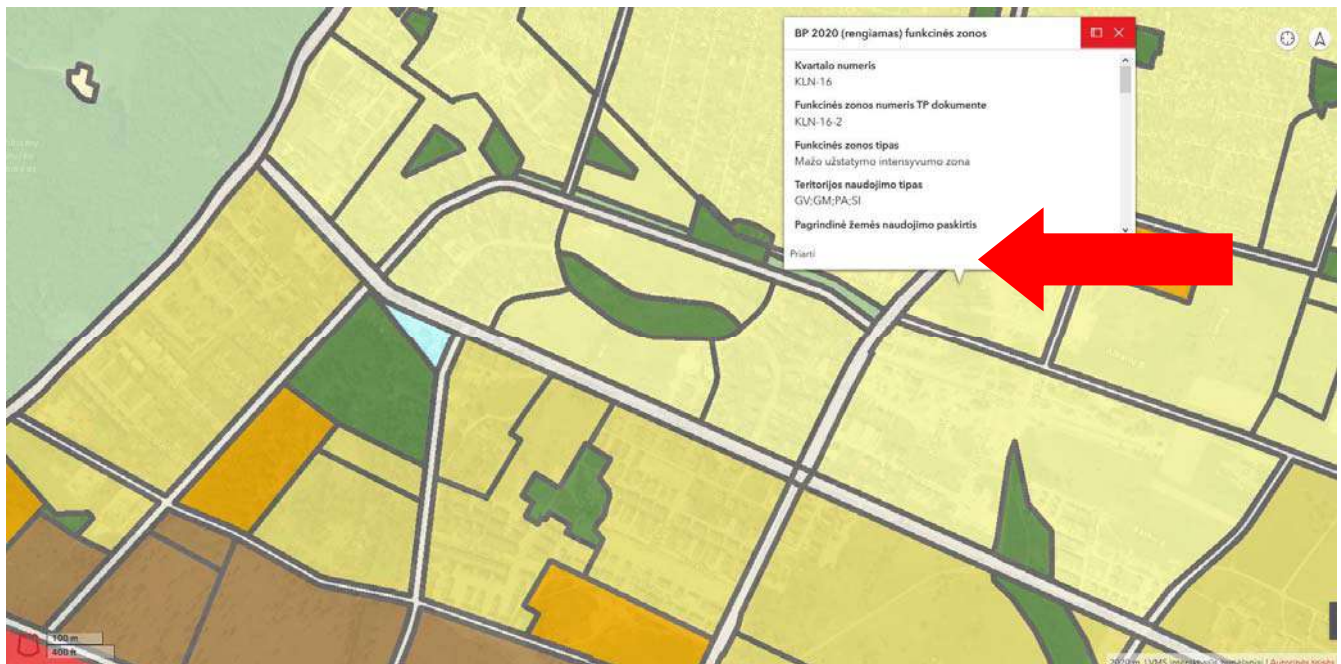 BP 2020 (rengiamas) funkcinės zonos
Kvartalo numeris
KLN-16
Funkcinės zonos numeris TP dokumente
KLN-16-2
Funkcinės zonos tipas
Mažo užstatymo intensyvumo zona
Teritorijos naudojimo tipas
GV;GM;PA;SI
Pagrindinė žemės naudojimo paskirtis
Priarti
100 m
400 ft